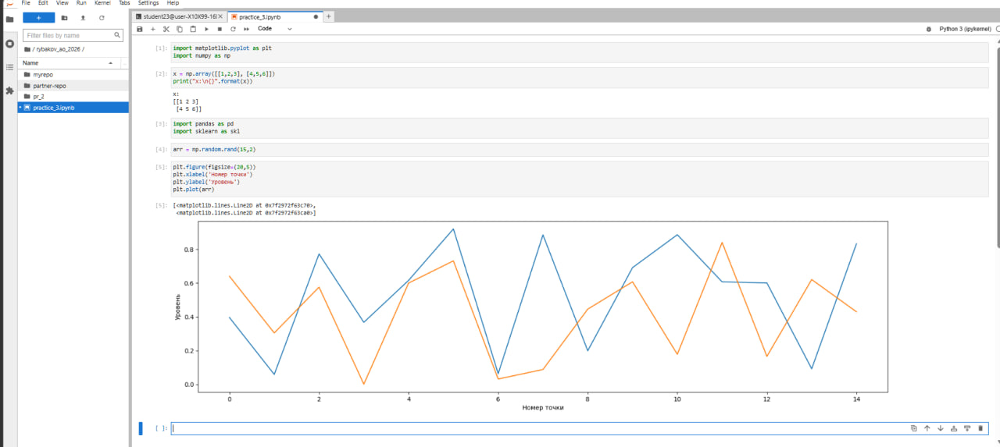 File Edit View Run Kernel Tabs Settings Help
+
Filter files by name
/ rybakov_ao_2026 /
Name
myrepo
partner-repo
pr_2
practice_3.ipynb
student23@user-X10X99-16
practice_3.ipynb
Code
Python 3 (ipykernel)
[1]:
import matplotlib.pyplot as plt
import numpy as np
[2]:
x = np.array([[1,2,3], [4,5,6]])
print("x:\n{}".format(x))
x:
[[1 2 3]
[4 5 6]]
[3]:
import pandas as pd
import sklearn as skl
[4]:
arr = np.random.rand(15,2)
[5]:
plt.figure(figsize=(20,5))
plt.xlabel('Номер точки')
plt.ylabel('Уровень')
plt.plot(arr)
[5]:
[<matplotlib.lines.Line2D at 0x7f2972f63c70>,
<matplotlib.lines.Line2D at 0x7f2972f63ca0>]
0.8
0.6
0.4
0.2
0.0
Уровень
0 2 4 6 8 10 12 14
Номер точки
[ ]: